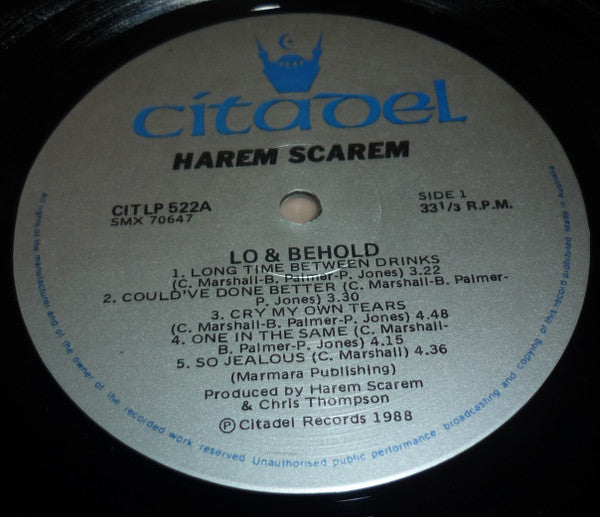 citadel
HAREM SCAREM
CITLP 522A
SMX 70647
SIDE 1
33 1/3 R.P.M.
LO & BEHOLD
1. LONG TIME BETWEEN DRINKS
(C. Marshall-B. Palmer-P. Jones) 3.22
2. COULD'VE DONE BETTER (C. Marshall-B. Palmer-
P. Jones) 3.30
3. CRY MY OWN TEARS
(C. Marshall-B. Palmer-P. Jones) 4.48
4. ONE IN THE SAME (C. Marshall-
B. Palmer-P. Jones) 4.15
5. SO JEALOUS (C. Marshall) 4.36
(Marmara Publishing)
Produced by Harem Scarem
& Chris Thompson
Ⓟ Citadel Records 1988
All rights of the manufacturer and of the owner of the recorded work reserved. Unauthorised public performance, broadcasting and copying of this record prohibited. Made in Australia